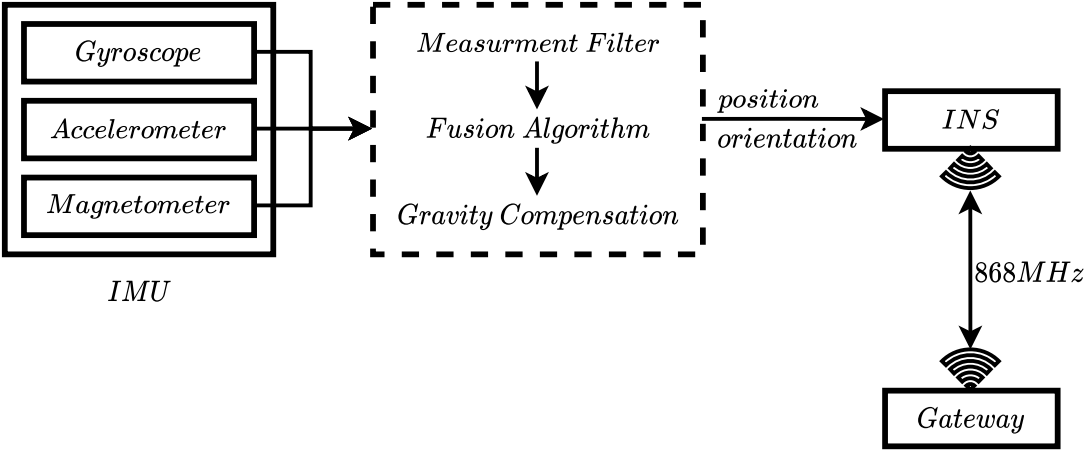 Gyroscope
Accelerometer
Magnetometer
IMU
Measurment Filter
Fusion Algorithm
Gravity Compensation
position
orientation
INS
868MHz
Gateway